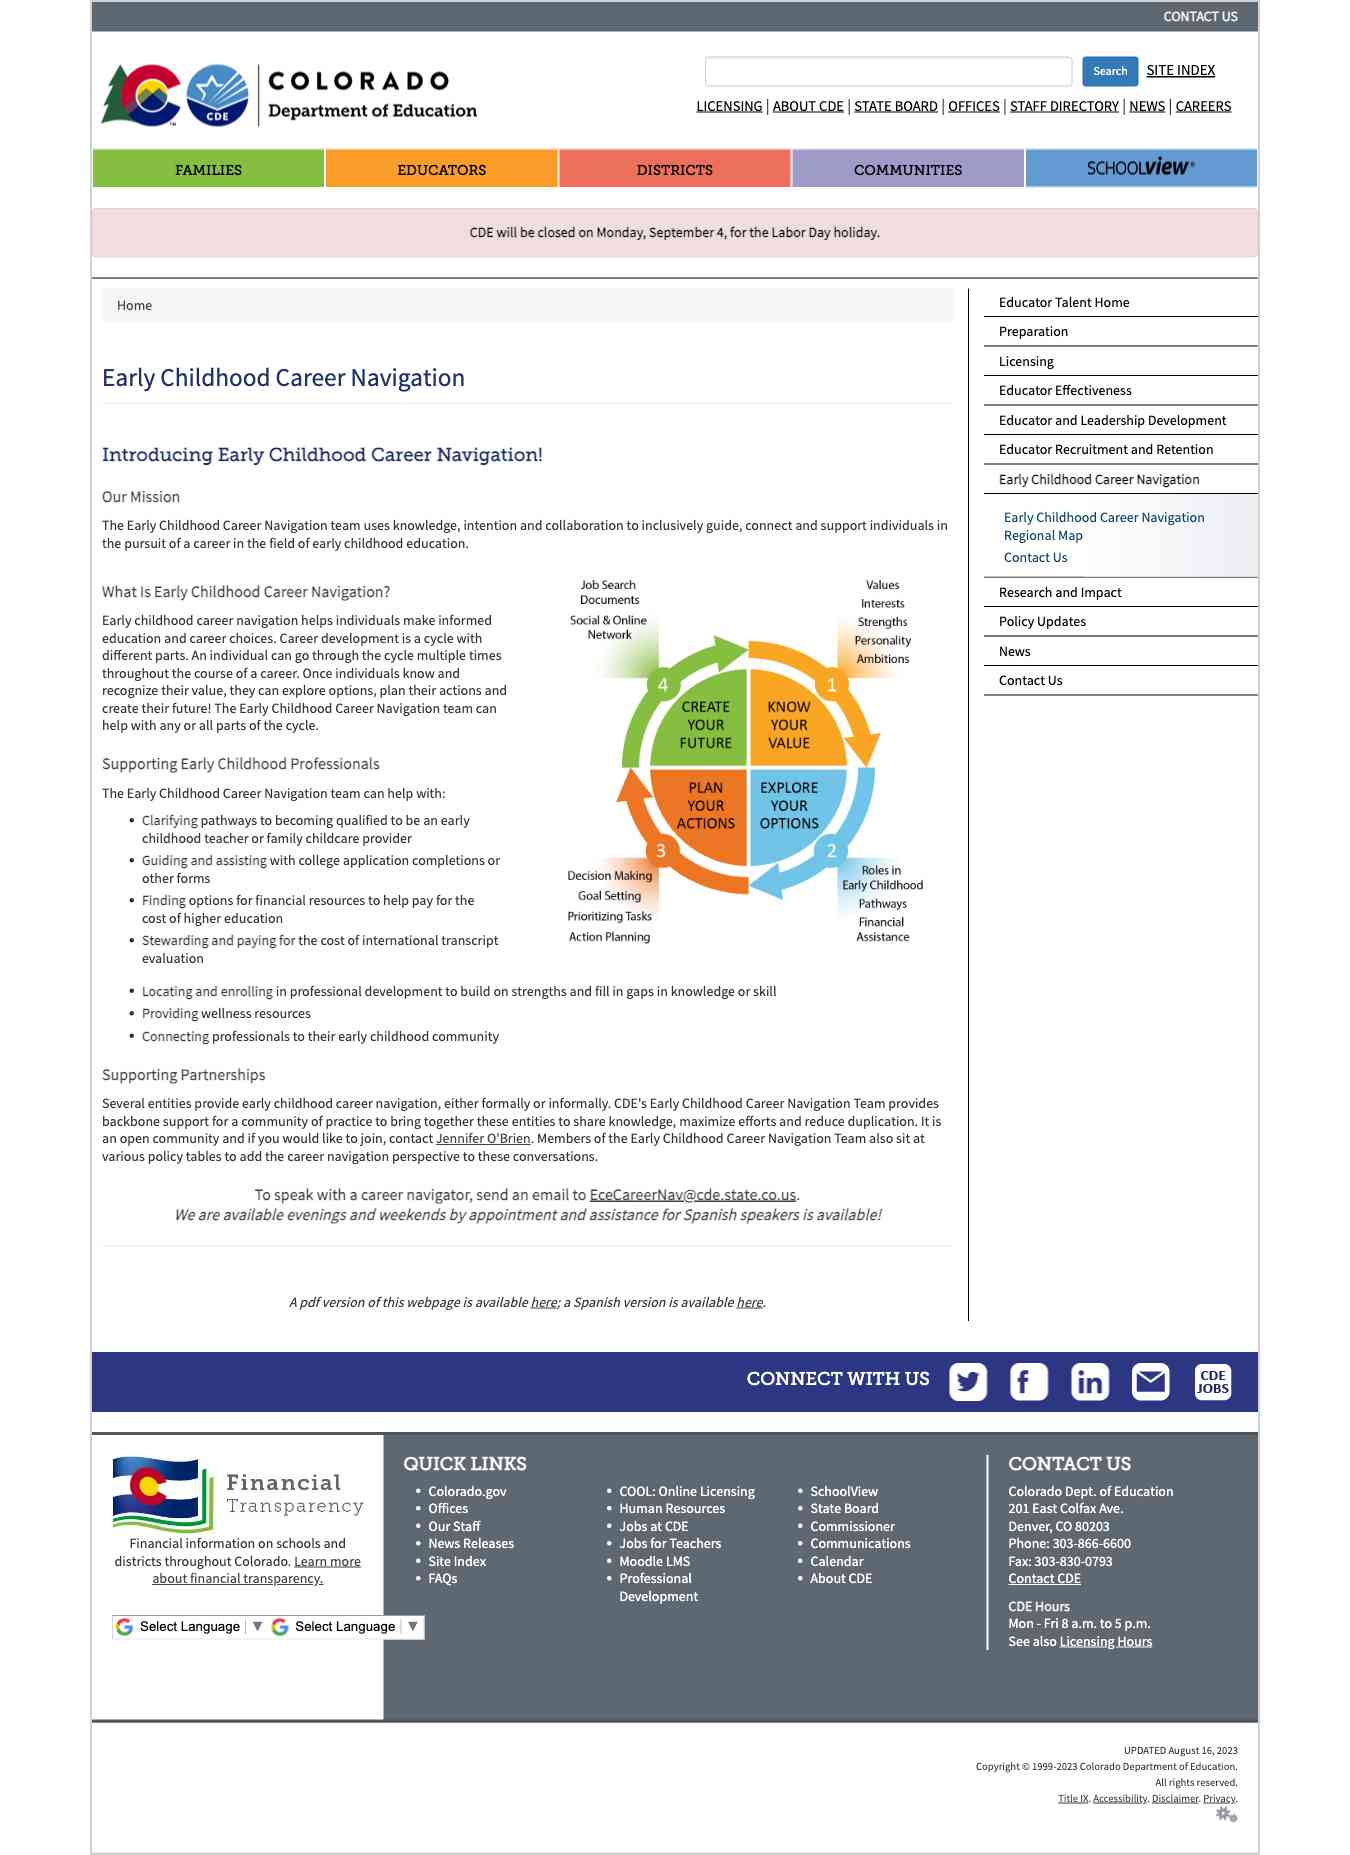 CONTACT US
COLORADO
Department of Education
CDE
TM
Search
SITE INDEX
LICENSING | ABOUT CDE | STATE BOARD | OFFICES | STAFF DIRECTORY | NEWS | CAREERS
FAMILIES
EDUCATORS
DISTRICTS
COMMUNITIES
SCHOOLview®
CDE will be closed on Monday, September 4, for the Labor Day holiday.
Home
Early Childhood Career Navigation
Introducing Early Childhood Career Navigation!
Our Mission
The Early Childhood Career Navigation team uses knowledge, intention and collaboration to inclusively guide, connect and support individuals in
the pursuit of a career in the field of early childhood education.
What Is Early Childhood Career Navigation?
Early childhood career navigation helps individuals make informed
education and career choices. Career development is a cycle with
different parts. An individual can go through the cycle multiple times
throughout the course of a career. Once individuals know and
recognize their value, they can explore options, plan their actions and
create their future! The Early Childhood Career Navigation team can
help with any or all parts of the cycle.
Supporting Early Childhood Professionals
The Early Childhood Career Navigation team can help with:
• Clarifying pathways to becoming qualified to be an early
childhood teacher or family childcare provider
• Guiding and assisting with college application completions or
other forms
• Finding options for financial resources to help pay for the
cost of higher education
• Stewarding and paying for the cost of international transcript
evaluation
• Locating and enrolling in professional development to build on strengths and fill in gaps in knowledge or skill
• Providing wellness resources
• Connecting professionals to their early childhood community
Job Search
Documents
Social & Online
Network
Values
Interests
Strengths
Personality
Ambitions
4
1
CREATE
YOUR
FUTURE
KNOW
YOUR
VALUE
PLAN
YOUR
ACTIONS
EXPLORE
YOUR
OPTIONS
3
2
Decision Making
Goal Setting
Prioritizing Tasks
Action Planning
Roles in
Early Childhood
Pathways
Financial
Assistance
Supporting Partnerships
Several entities provide early childhood career navigation, either formally or informally. CDE's Early Childhood Career Navigation Team provides
backbone support for a community of practice to bring together these entities to share knowledge, maximize efforts and reduce duplication. It is
an open community and if you would like to join, contact Jennifer O'Brien. Members of the Early Childhood Career Navigation Team also sit at
various policy tables to add the career navigation perspective to these conversations.
To speak with a career navigator, send an email to EceCareerNav@cde.state.co.us.
We are available evenings and weekends by appointment and assistance for Spanish speakers is available!
A pdf version of this webpage is available here; a Spanish version is available here.
Educator Talent Home
Preparation
Licensing
Educator Effectiveness
Educator and Leadership Development
Educator Recruitment and Retention
Early Childhood Career Navigation
Early Childhood Career Navigation
Regional Map
Contact Us
Research and Impact
Policy Updates
News
Contact Us
CONNECT WITH US
CDE
JOBS
Financial
Transparency
Financial information on schools and
districts throughout Colorado. Learn more
about financial transparency.
Select Language ▼
Select Language ▼
QUICK LINKS
• Colorado.gov
• Offices
• Our Staff
• News Releases
• Site Index
• FAQs
• COOL: Online Licensing
• Human Resources
• Jobs at CDE
• Jobs for Teachers
• Moodle LMS
• Professional
Development
• SchoolView
• State Board
• Commissioner
• Communications
• Calendar
• About CDE
CONTACT US
Colorado Dept. of Education
201 East Colfax Ave.
Denver, CO 80203
Phone: 303-866-6600
Fax: 303-830-0793
Contact CDE
CDE Hours
Mon - Fri 8 a.m. to 5 p.m.
See also Licensing Hours
UPDATED August 16, 2023
Copyright © 1999-2023 Colorado Department of Education.
All rights reserved.
Title IX. Accessibility. Disclaimer. Privacy.